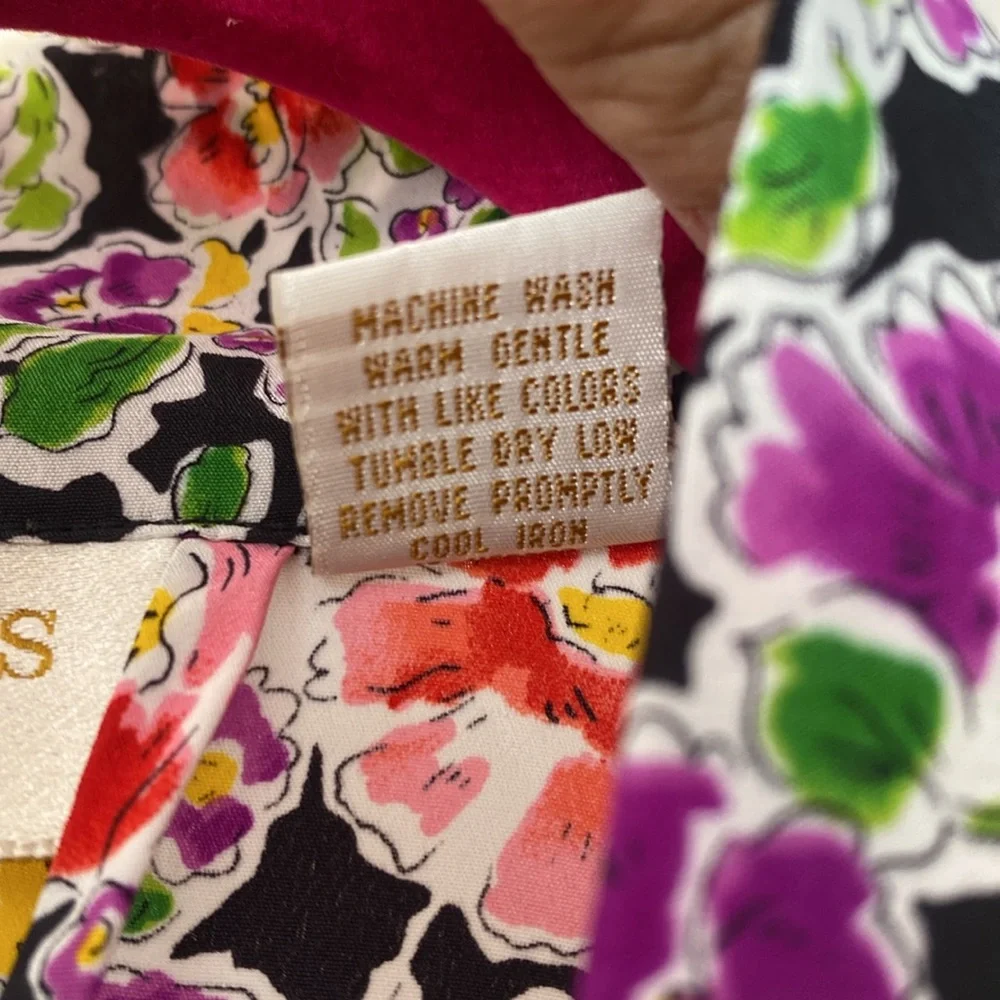 MACHINE WASH
WARM GENTLE
WITH LIKE COLORS
TUMBLE DRY LOW
REMOVE PROMPTLY
COOL IRON
S